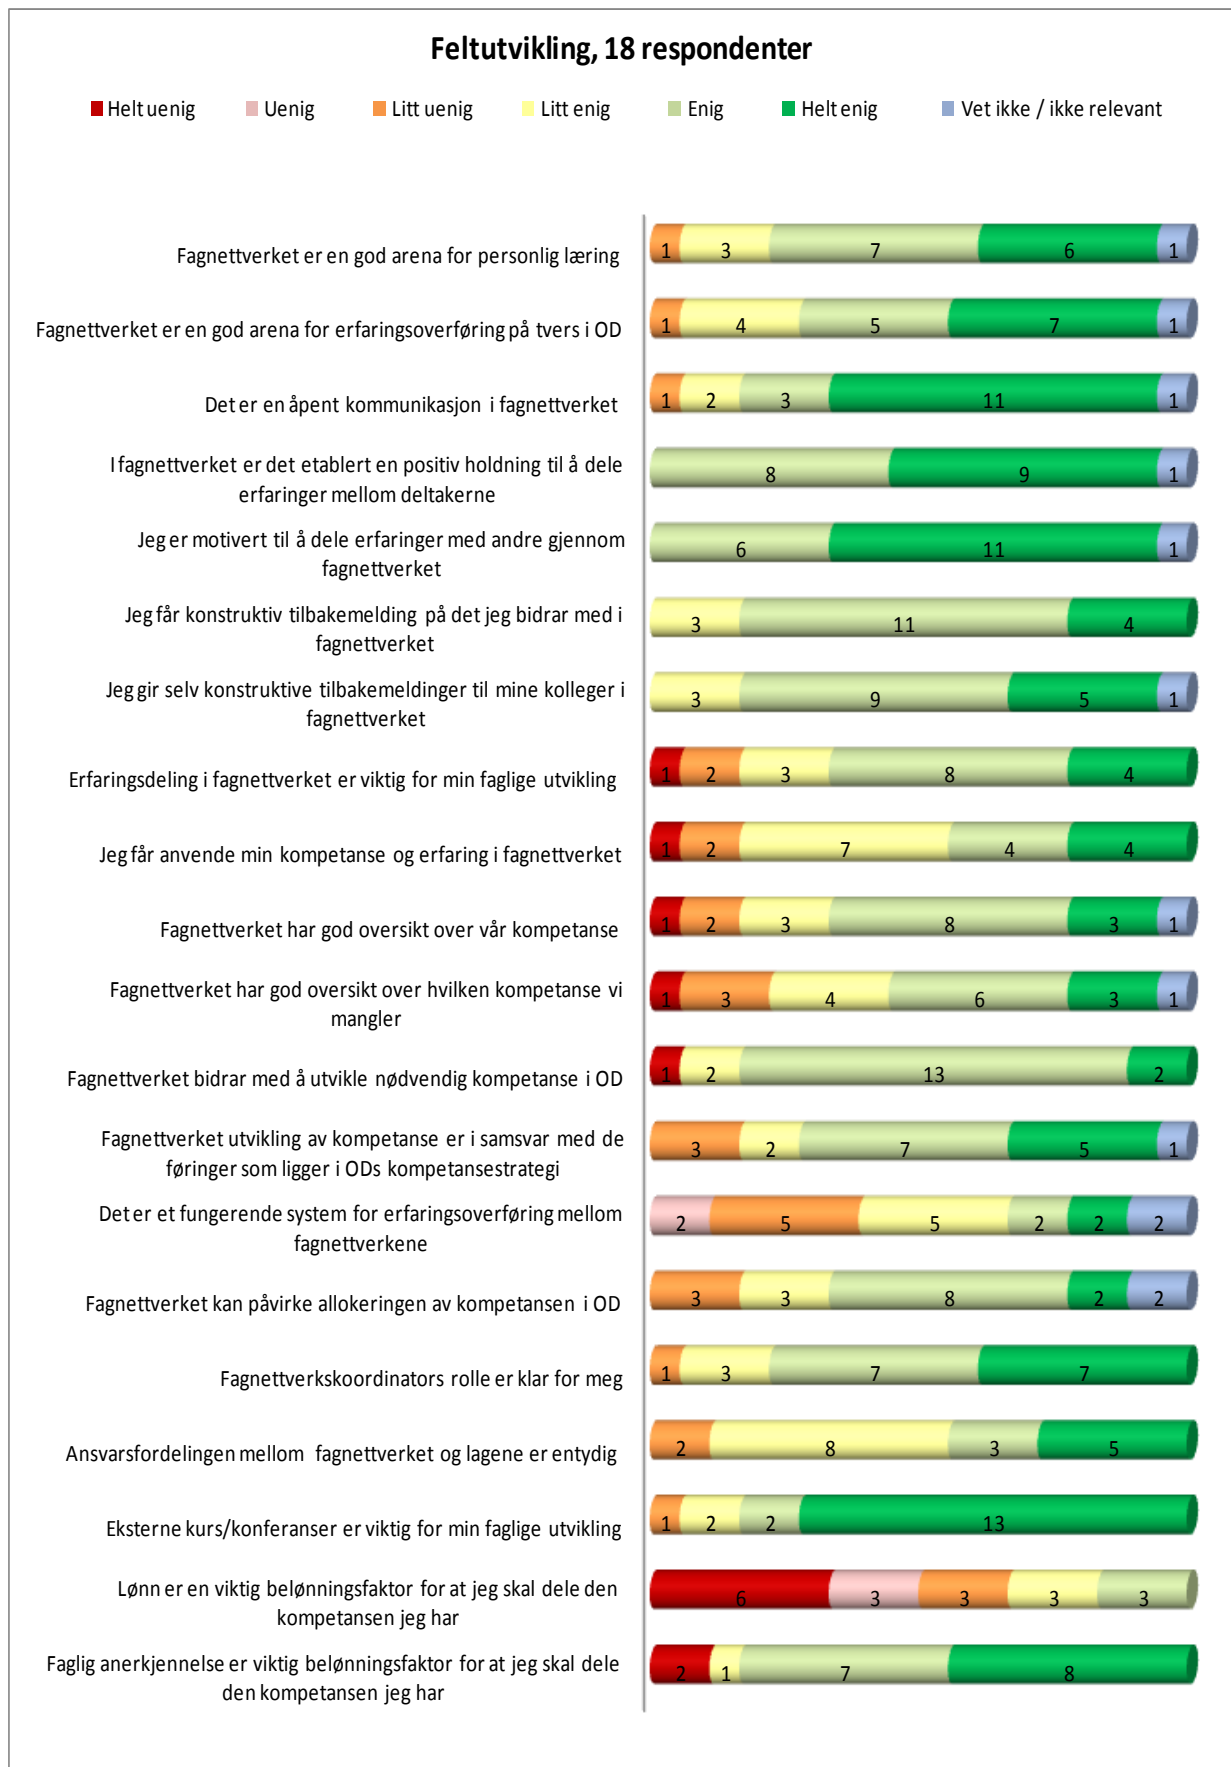 Feltutvikling, 18 respondenter
Helt uenig Uenig Litt uenig Litt enig Enig Helt enig Vet ikke / ikke relevant
Fagnettverket er en god arena for personlig læring 1 3 7 6 1
Fagnettverket er en god arena for erfaringsoverføring på tvers i OD 1 4 5 7 1
Det er en åpent kommunikasjon i fagnettverket 1 2 3 11 1
I fagnettverket er det etablert en positiv holdning til å dele
erfaringer mellom deltakerne 8 9 1
Jeg er motivert til å dele erfaringer med andre gjennom
fagnettverket 6 11 1
Jeg får konstruktiv tilbakemelding på det jeg bidrar med i
fagnettverket 3 11 4
Jeg gir selv konstruktive tilbakemeldinger til mine kolleger i
fagnettverket 3 9 5 1
Erfaringsdeling i fagnettverket er viktig for min faglige utvikling 1 2 3 8 4
Jeg får anvende min kompetanse og erfaring i fagnettverket 1 2 7 4 4
Fagnettverket har god oversikt over vår kompetanse 1 2 3 8 3 1
Fagnettverket har god oversikt over hvilken kompetanse vi
mangler 1 3 4 6 3 1
Fagnettverket bidrar med å utvikle nødvendig kompetanse i OD 1 2 13 2
Fagnettverket utvikling av kompetanse er i samsvar med de
føringer som ligger i ODs kompetansestrategi 3 2 7 5 1
Det er et fungerende system for erfaringsoverføring mellom
fagnettverkene 2 5 5 2 2 2
Fagnettverket kan påvirke allokeringen av kompetansen i OD 3 3 8 2 2
Fagnettverkskoordinators rolle er klar for meg 1 3 7 7
Ansvarsfordelingen mellom fagnettverket og lagene er entydig 2 8 3 5
Eksterne kurs/konferanser er viktig for min faglige utvikling 1 2 2 13
Lønn er en viktig belønningsfaktor for at jeg skal dele den
kompetansen jeg har 6 3 3 3 3
Faglig anerkjennelse er viktig belønningsfaktor for at jeg skal dele
den kompetansen jeg har 2 1 7 8